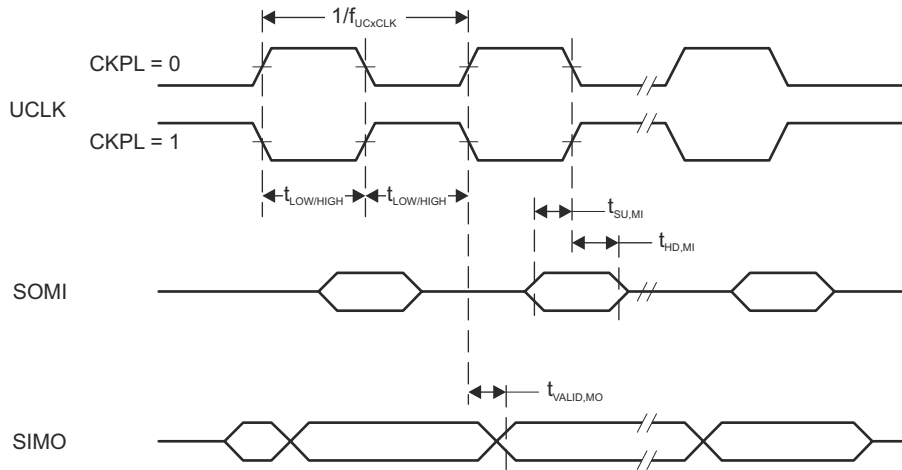 1/fUCxCLK
CKPL = 0
UCLK
CKPL = 1
tLOW/HIGH tLOW/HIGH
tSU,MI
tHD,MI
SOMI
tVALID,MO
SIMO